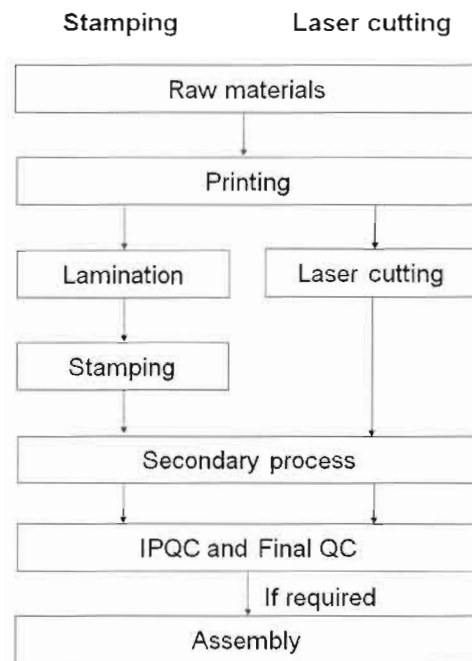 Stamping Laser cutting
Raw materials
Printing
Lamination Laser cutting
Stamping
Secondary process
IPQC and Final QC
If required
Assembly